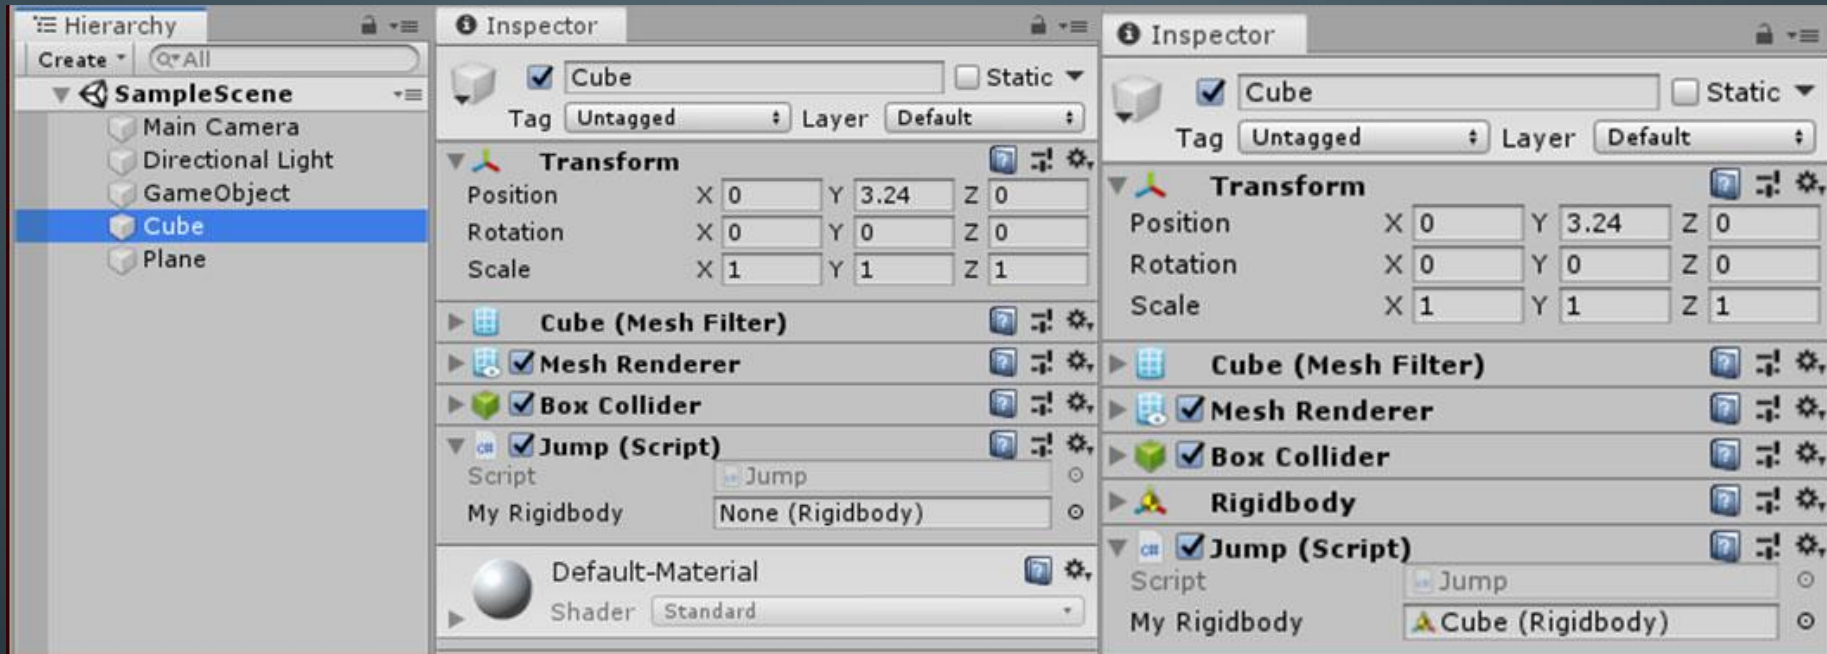 Hierarchy
Create
All
SampleScene
Main Camera
Directional Light
GameObject
Cube
Plane
Inspector
Cube Static
Tag Untagged Layer Default
Transform
Position X 0 Y 3.24 Z 0
Rotation X 0 Y 0 Z 0
Scale X 1 Y 1 Z 1
Cube (Mesh Filter)
Mesh Renderer
Box Collider
Jump (Script)
Script Jump
My Rigidbody None (Rigidbody)
Default-Material
Shader Standard
Inspector
Cube Static
Tag Untagged Layer Default
Transform
Position X 0 Y 3.24 Z 0
Rotation X 0 Y 0 Z 0
Scale X 1 Y 1 Z 1
Cube (Mesh Filter)
Mesh Renderer
Box Collider
Rigidbody
Jump (Script)
Script Jump
My Rigidbody Cube (Rigidbody)